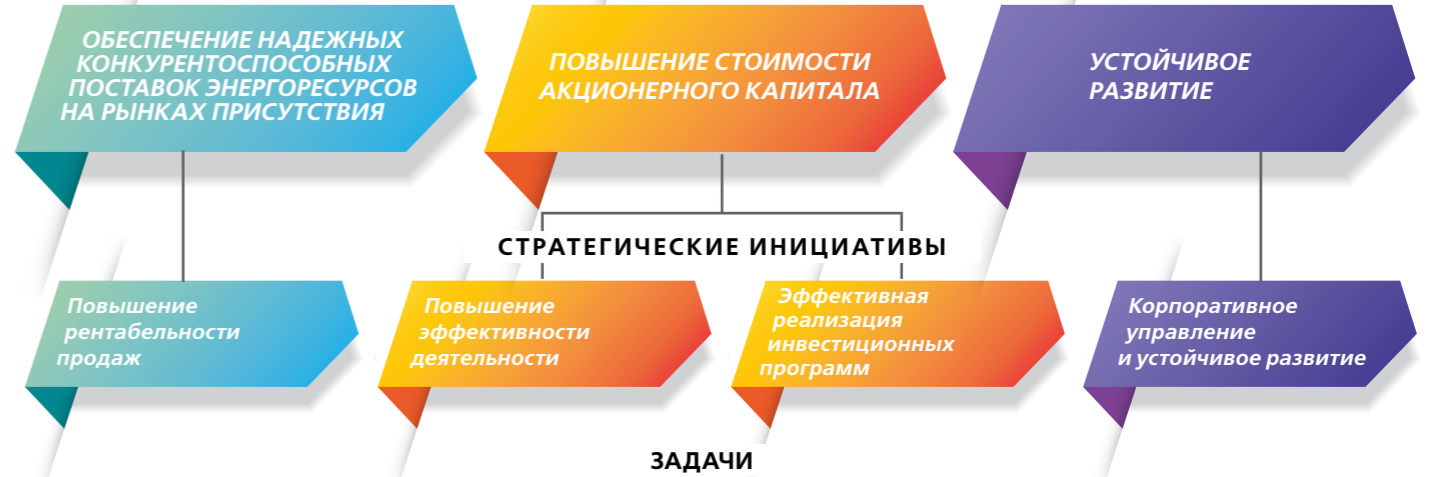 ОБЕСПЕЧЕНИЕ НАДЕЖНЫХ
КОНКУРЕНТОСПОСОБНЫХ
ПОСТАВОК ЭНЕРГОРЕСУРСОВ
НА РЫНКАХ ПРИСУТСТВИЯ
ПОВЫШЕНИЕ СТОИМОСТИ
АКЦИОНЕРНОГО КАПИТАЛА
УСТОЙЧИВОЕ
РАЗВИТИЕ
СТРАТЕГИЧЕСКИЕ ИНИЦИАТИВЫ
Повышение
рентабельности
продаж
Повышение
эффективности
деятельности
Эффективная
реализация
инвестиционных
программ
Корпоративное
управление
и устойчивое развитие
ЗАДАЧИ